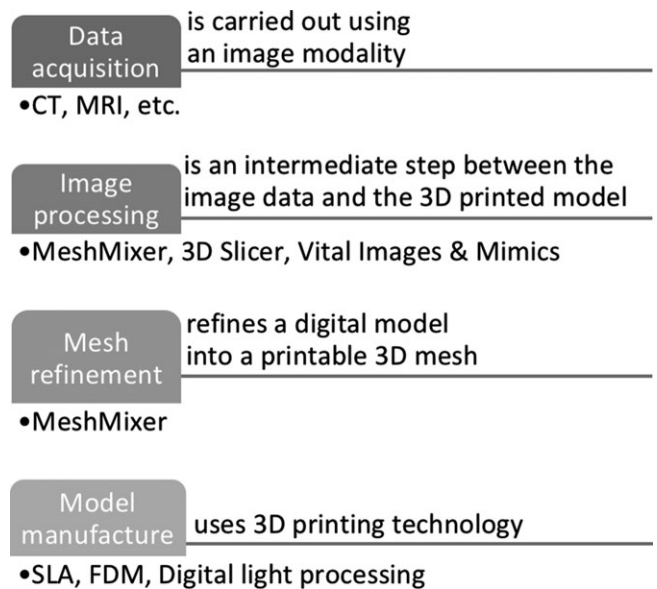 Data
acquisition
is carried out using
an image modality
•CT, MRI, etc.
Image
processing
is an intermediate step between the
image data and the 3D printed model
•MeshMixer, 3D Slicer, Vital Images & Mimics
Mesh
refinement
refines a digital model
into a printable 3D mesh
•MeshMixer
Model
manufacture
uses 3D printing technology
•SLA, FDM, Digital light processing